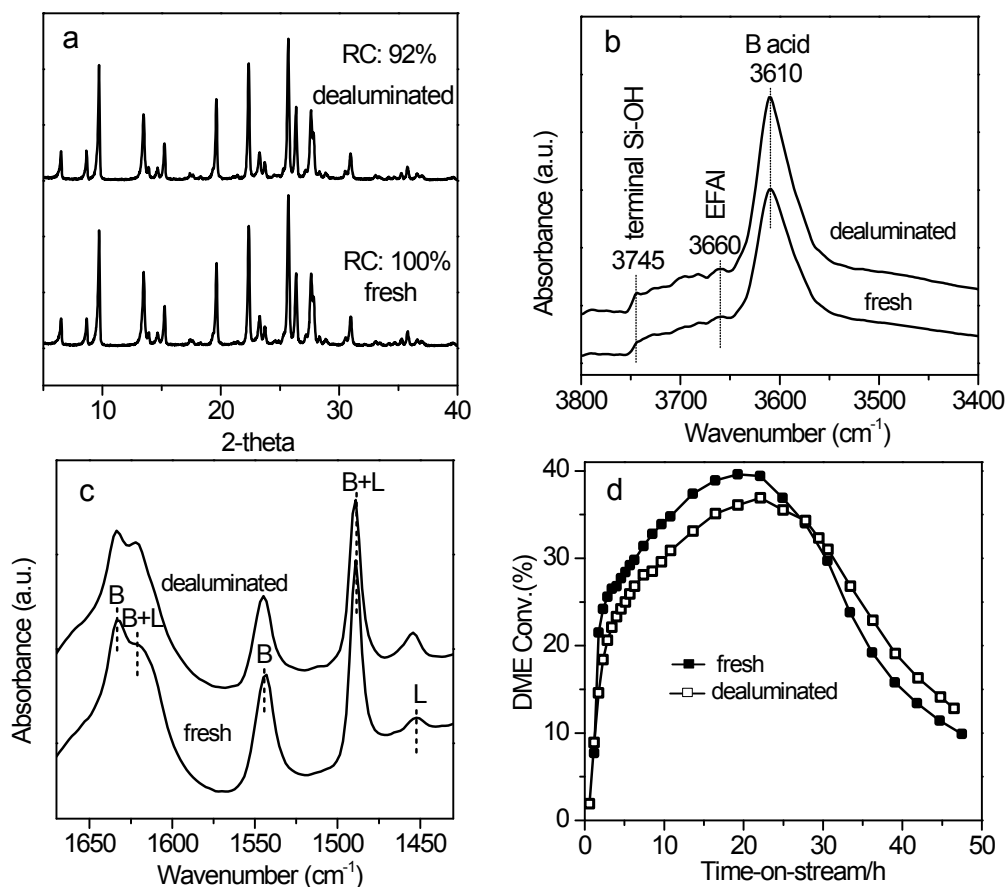 a
RC: 92%
dealuminated
RC: 100%
fresh
10 20 30 40
2-theta
b
B acid
3610
terminal Si-OH
3745
EFAl
3660
dealuminated
fresh
Absorbance (a.u.)
3800 3700 3600 3500 3400
Wavenumber (cm-1)
c
B+L
dealuminated
B
B+L
B
L
fresh
Absorbance (a.u.)
1650 1600 1550 1500 1450
Wavenumber (cm-1)
d
DME Conv.(%)
40
30
20
10
0
fresh
dealuminated
0 10 20 30 40 50
Time-on-stream/h